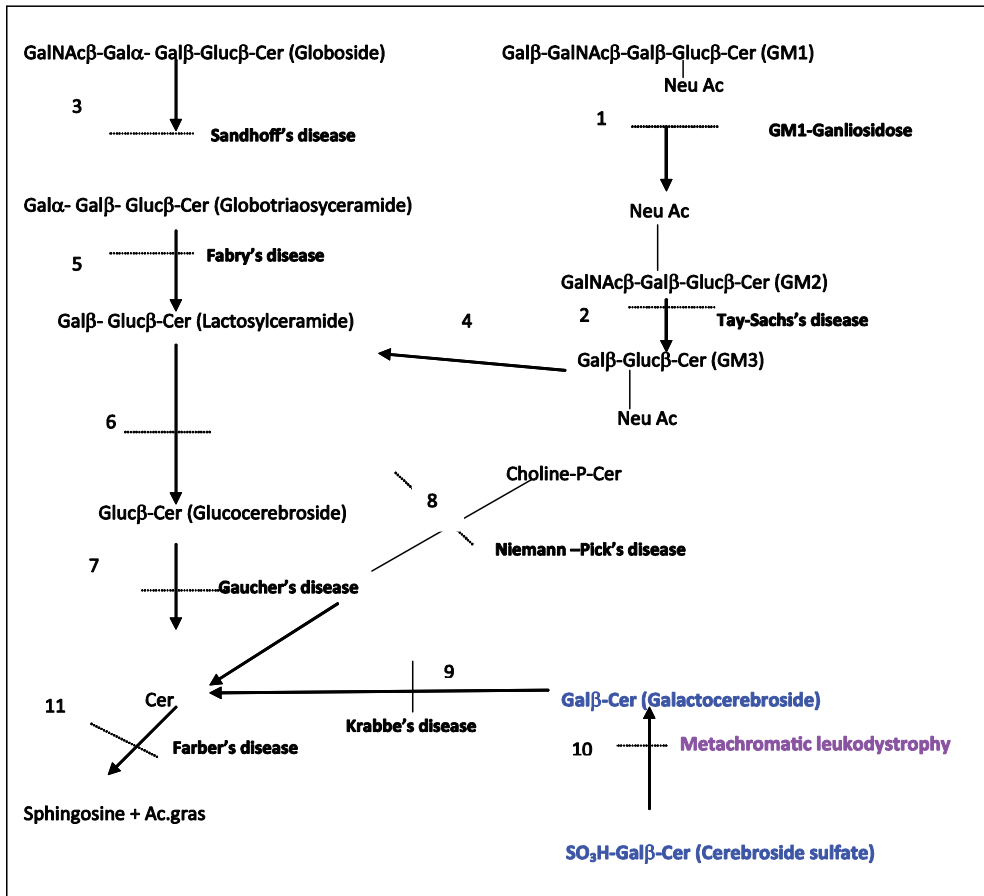 GalNAcβ-Galα- Galβ-Glucβ-Cer (Globoside)
Galβ-GalNAcβ-Galβ-Glucβ-Cer (GM1)
Neu Ac
3
Sandhoff's disease
1
GM1-Ganliosidose
Galα- Galβ- Glucβ-Cer (Globotriaosyceramide)
Neu Ac
5
Fabry's disease
GalNAcβ-Galβ-Glucβ-Cer (GM2)
Galβ- Glucβ-Cer (Lactosylceramide)
4
2
Tay-Sachs's disease
Galβ-Glucβ-Cer (GM3)
Neu Ac
6
Choline-P-Cer
8
Glucβ-Cer (Glucocerebroside)
Niemann –Pick's disease
7
Gaucher's disease
9
Cer
Galβ-Cer (Galactocerebroside)
11
Krabbe's disease
Farber's disease
10
Metachromatic leukodystrophy
Sphingosine + Ac.gras
SO₃H-Galβ-Cer (Cerebroside sulfate)